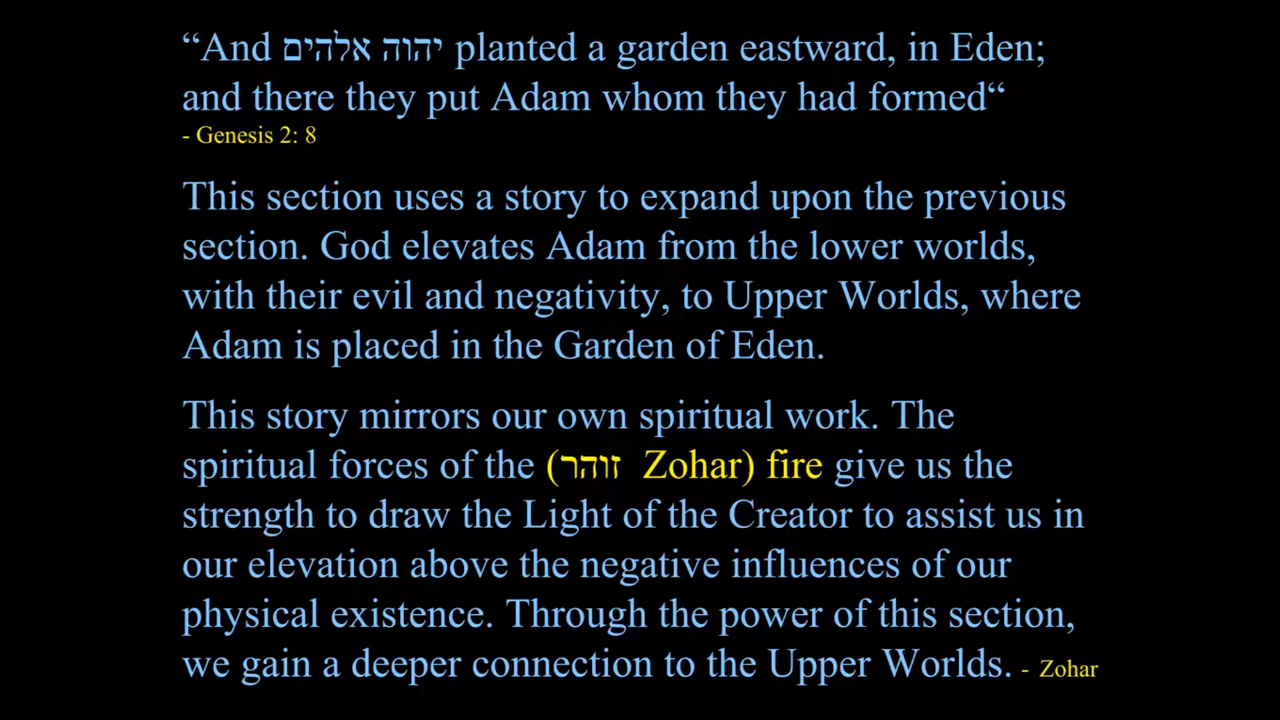 “And יהוה אלהים planted a garden eastward, in Eden;
and there they put Adam whom they had formed“
- Genesis 2: 8
This section uses a story to expand upon the previous
section. God elevates Adam from the lower worlds,
with their evil and negativity, to Upper Worlds, where
Adam is placed in the Garden of Eden.
This story mirrors our own spiritual work. The
spiritual forces of the (זוהר Zohar) fire give us the
strength to draw the Light of the Creator to assist us in
our elevation above the negative influences of our
physical existence. Through the power of this section,
we gain a deeper connection to the Upper Worlds. - Zohar